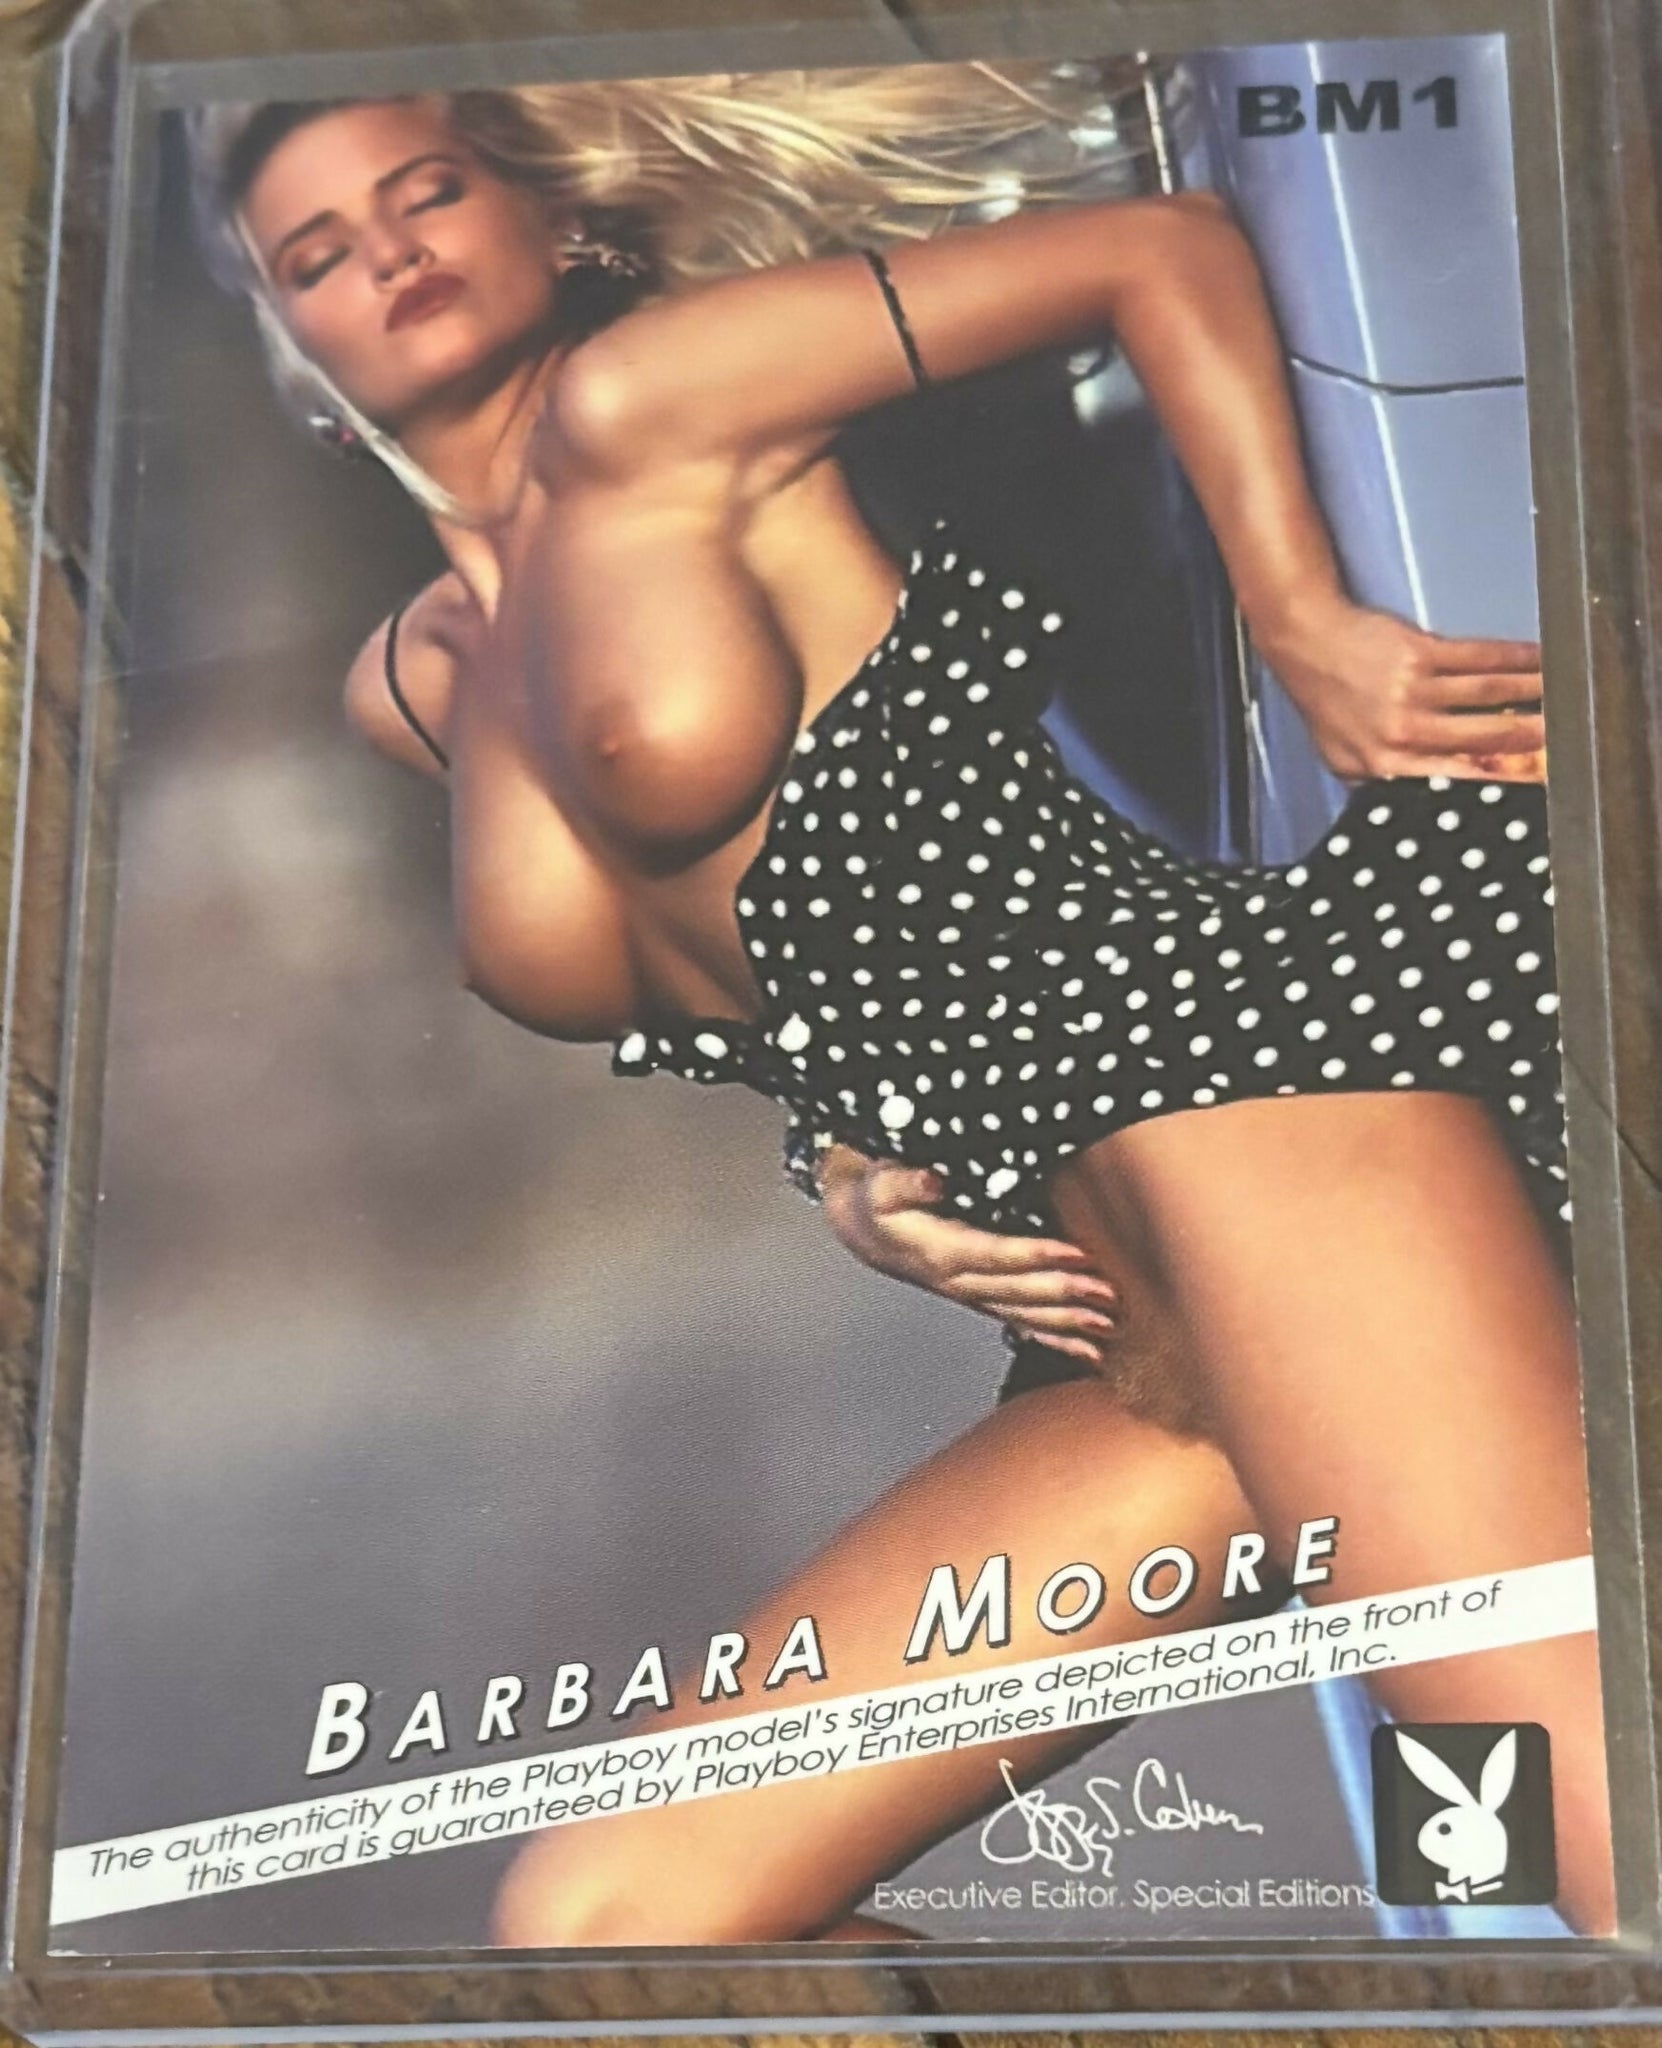 BM1
BARBARA MOORE
The authenticity of the Playboy model's signature depicted on the front of
this card is guaranteed by Playboy Enterprises International, Inc.
Executive Editor. Special Editions